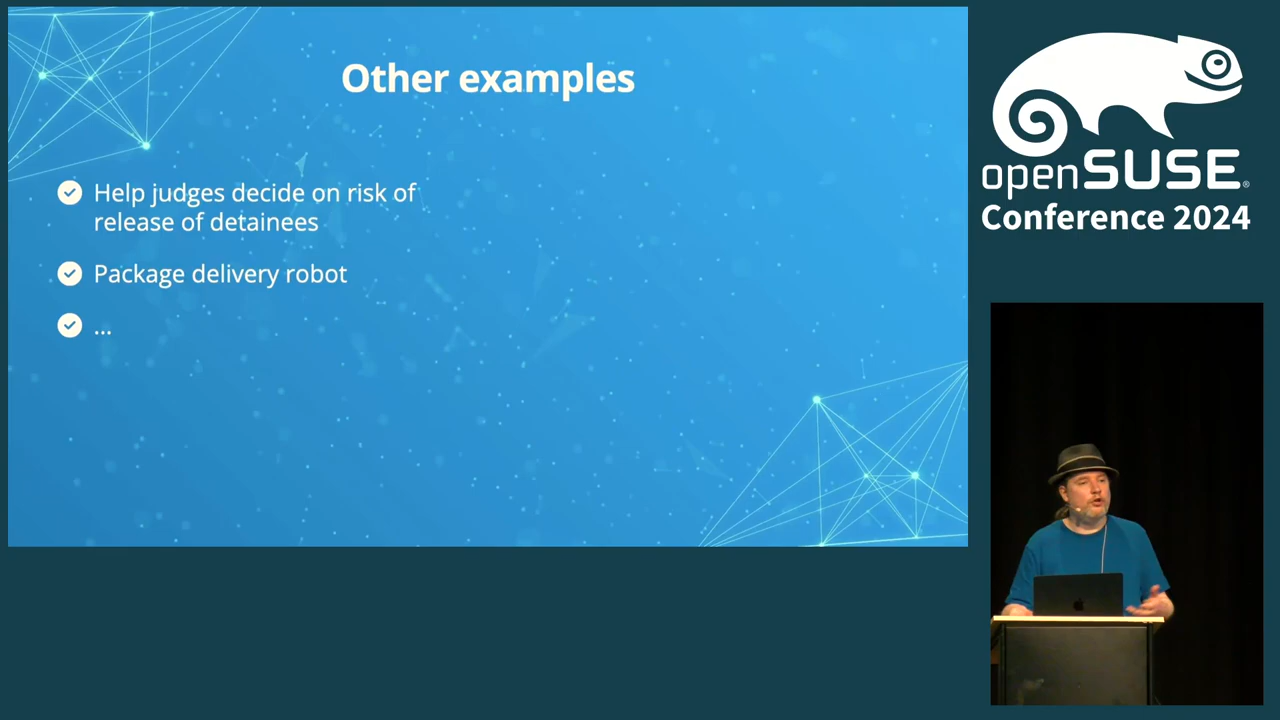 Other examples
Help judges decide on risk of
release of detainees
Package delivery robot
...
openSUSE®
Conference 2024